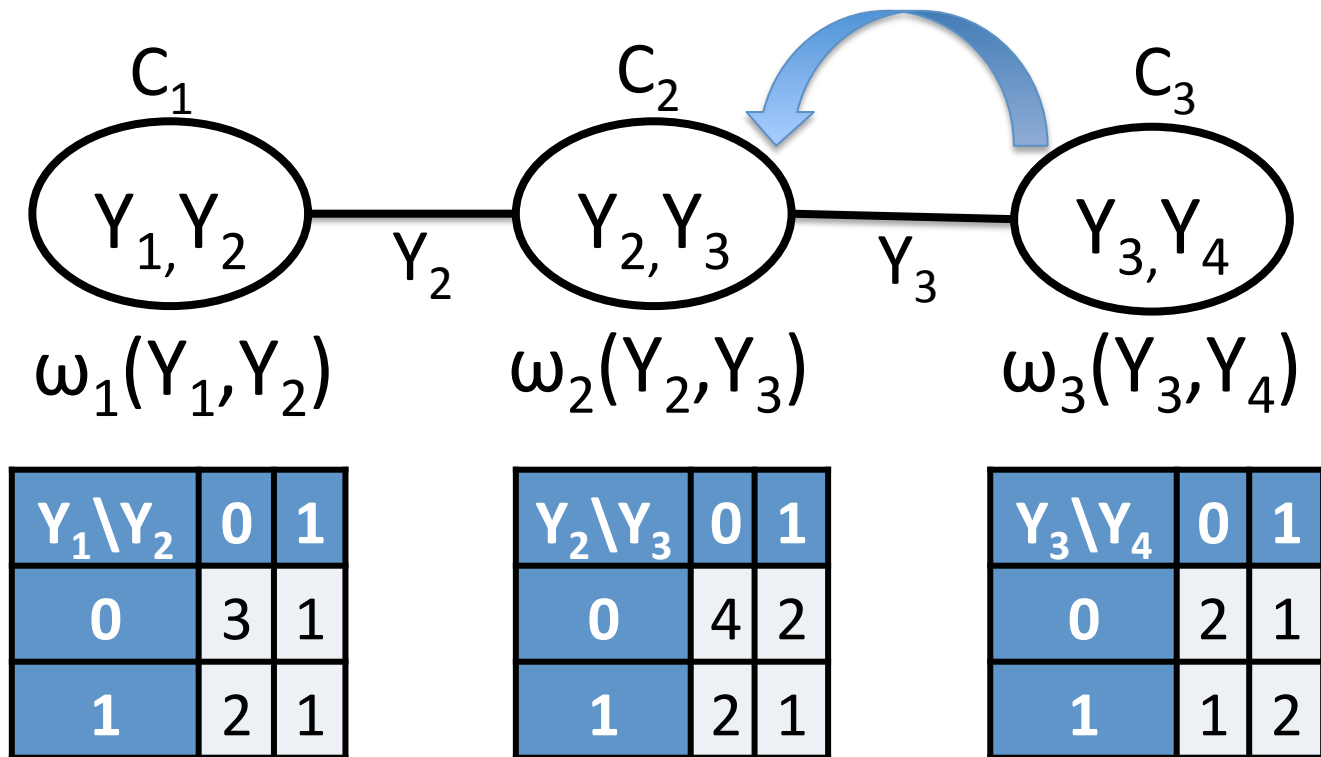 C₁ C₂ C₃
Y₁,Y₂ Y₂,Y₃ Y₃,Y₄
Y₂ Y₃
ω₁(Y₁,Y₂) ω₂(Y₂,Y₃) ω₃(Y₃,Y₄)
Y₁\Y₂ 0 1 Y₂\Y₃ 0 1 Y₃\Y₄ 0 1
0 3 1 0 4 2 0 2 1
1 2 1 1 2 1 1 1 2